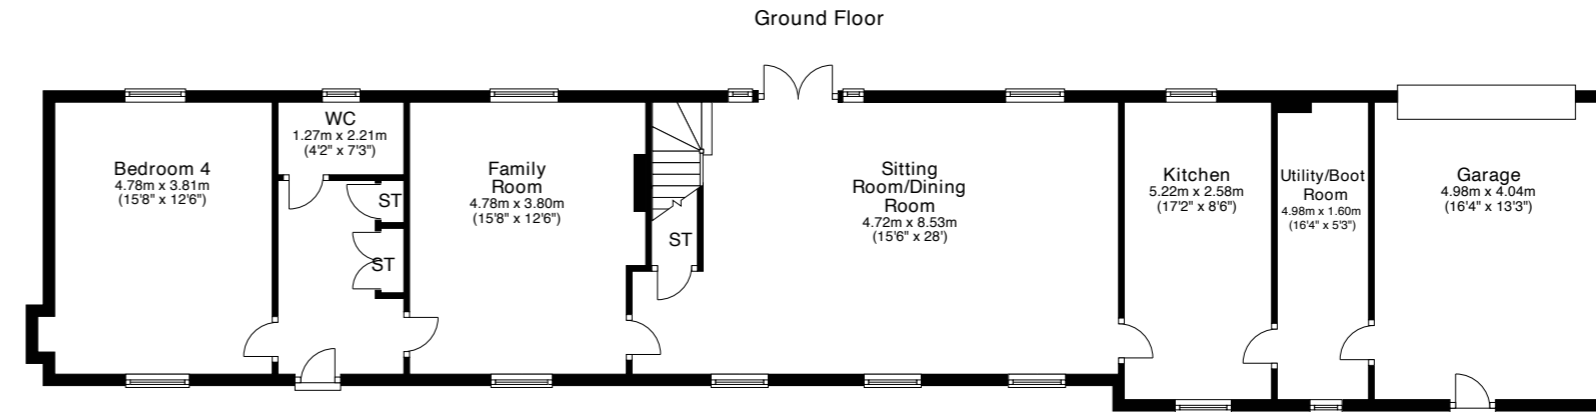 Ground Floor
Bedroom 4
4.78m x 3.81m
(15'8" x 12'6")
WC
1.27m x 2.21m
(4'2" x 7'3")
ST
ST
Family
Room
4.78m x 3.80m
(15'8" x 12'6")
ST
Sitting
Room/Dining
Room
4.72m x 8.53m
(15'6" x 28')
Kitchen
5.22m x 2.58m
(17'2" x 8'6")
Utility/Boot
Room
4.98m x 1.60m
(16'4" x 5'3")
Garage
4.98m x 4.04m
(16'4" x 13'3")